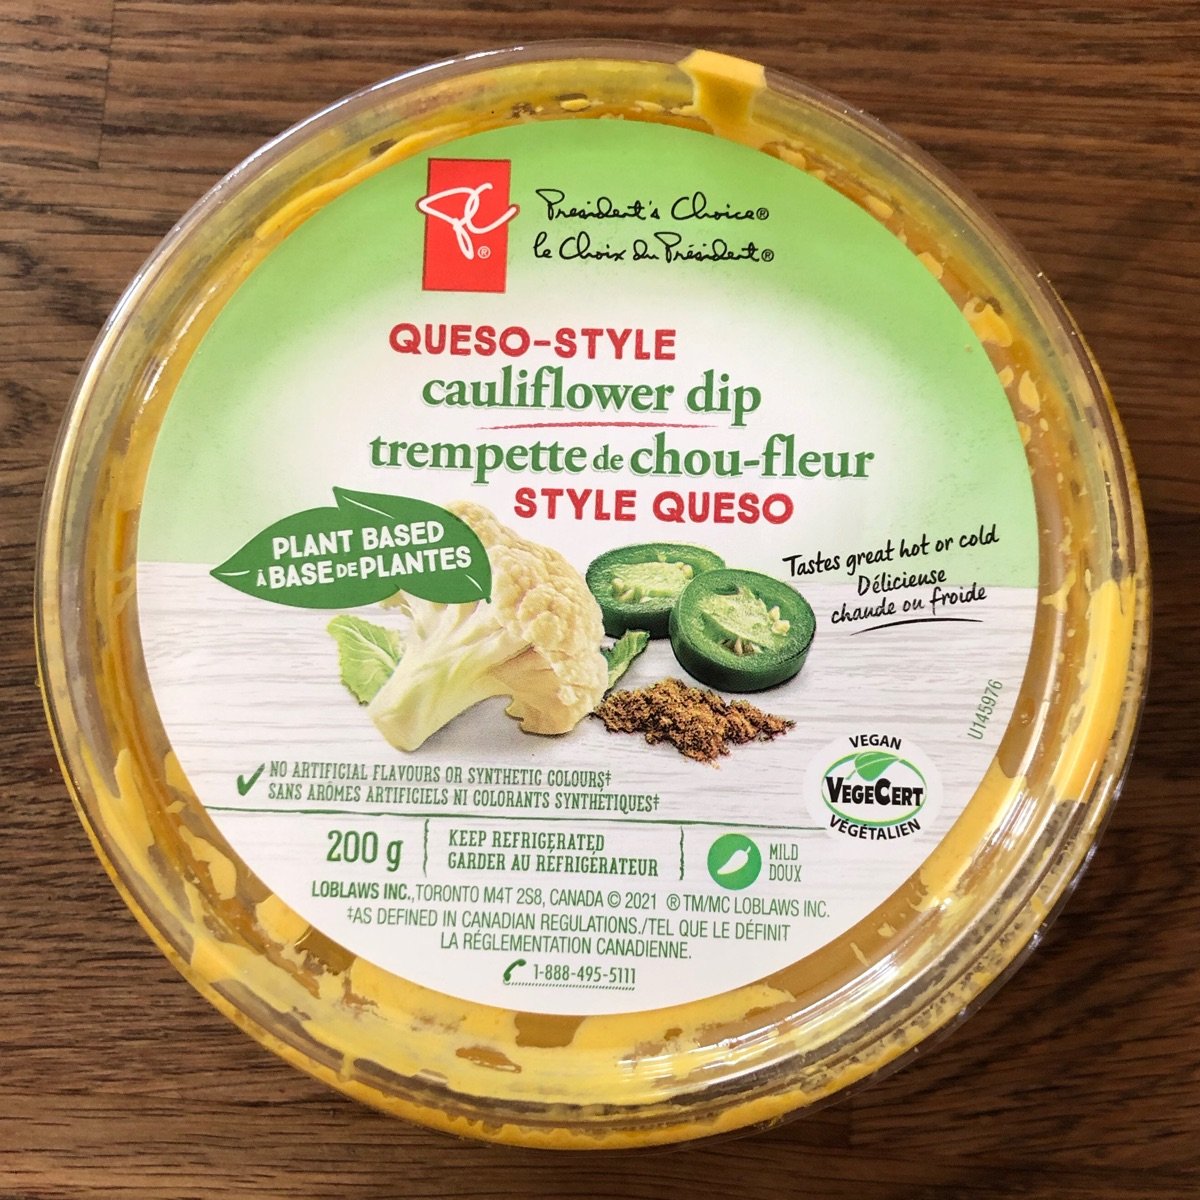 PC®
President's Choice®
le Choix du Président®
QUESO-STYLE
cauliflower dip
trempette de chou-fleur
STYLE QUESO
PLANT BASED
À BASE DE PLANTES
Tastes great hot or cold
Délicieuse
chaude ou froide
U145976
NO ARTIFICIAL FLAVOURS OR SYNTHETIC COLOURS‡
SANS ARÔMES ARTIFICIELS NI COLORANTS SYNTHÉTIQUES‡
VEGAN
VEGECERT
VÉGÉTALIEN
200 g
KEEP REFRIGERATED
GARDER AU RÉFRIGÉRATEUR
MILD
DOUX
LOBLAWS INC., TORONTO M4T 2S8, CANADA © 2021 ® TM/MC LOBLAWS INC.
‡AS DEFINED IN CANADIAN REGULATIONS./TEL QUE LE DÉFINIT
LA RÉGLEMENTATION CANADIENNE.
1-888-495-5111